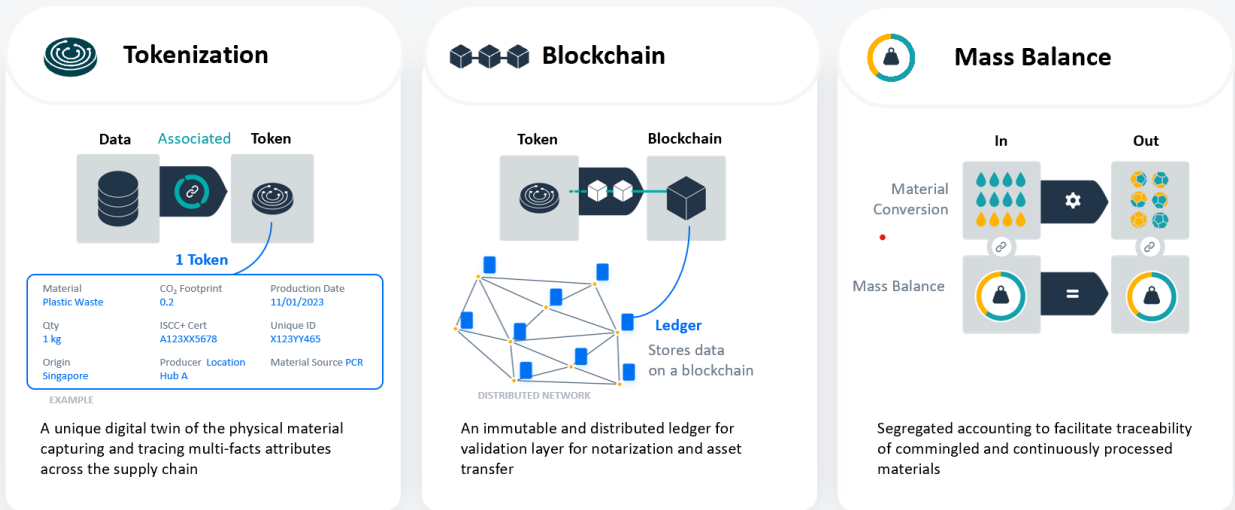 Tokenization
Data
Associated
Token
1 Token
Material
Plastic Waste
CO₂ Footprint
0.2
Production Date
11/01/2023
Qty
1 kg
ISCC+ Cert
A123XX5678
Unique ID
X123YY465
Origin
Singapore
Producer Location
Hub A
Material Source PCR
EXAMPLE
A unique digital twin of the physical material
capturing and tracing multi-facts attributes
across the supply chain
Blockchain
Token
Blockchain
Ledger
Stores data
on a blockchain
DISTRIBUTED NETWORK
An immutable and distributed ledger for
validation layer for notarization and asset
transfer
Mass Balance
In
Out
Material
Conversion
Mass Balance
=
Segregated accounting to facilitate traceability
of commingled and continuously processed
materials